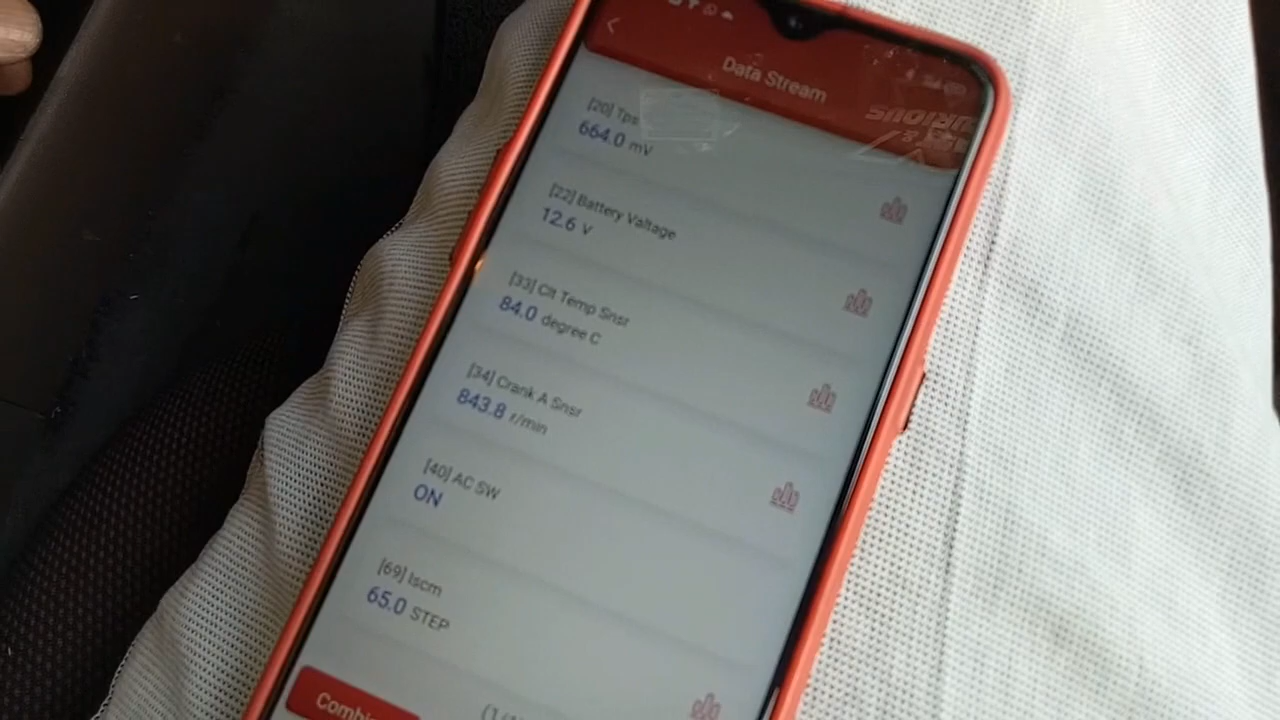 Data Stream
[20] Tps
664.0 mV
[22] Battery Valtage
12.6 V
[33] Clt Temp Snsr
84.0 degree C
[34] Crank A Snsr
843.8 r/min
[40] AC SW
ON
[69] Iscm
65.0 STEP